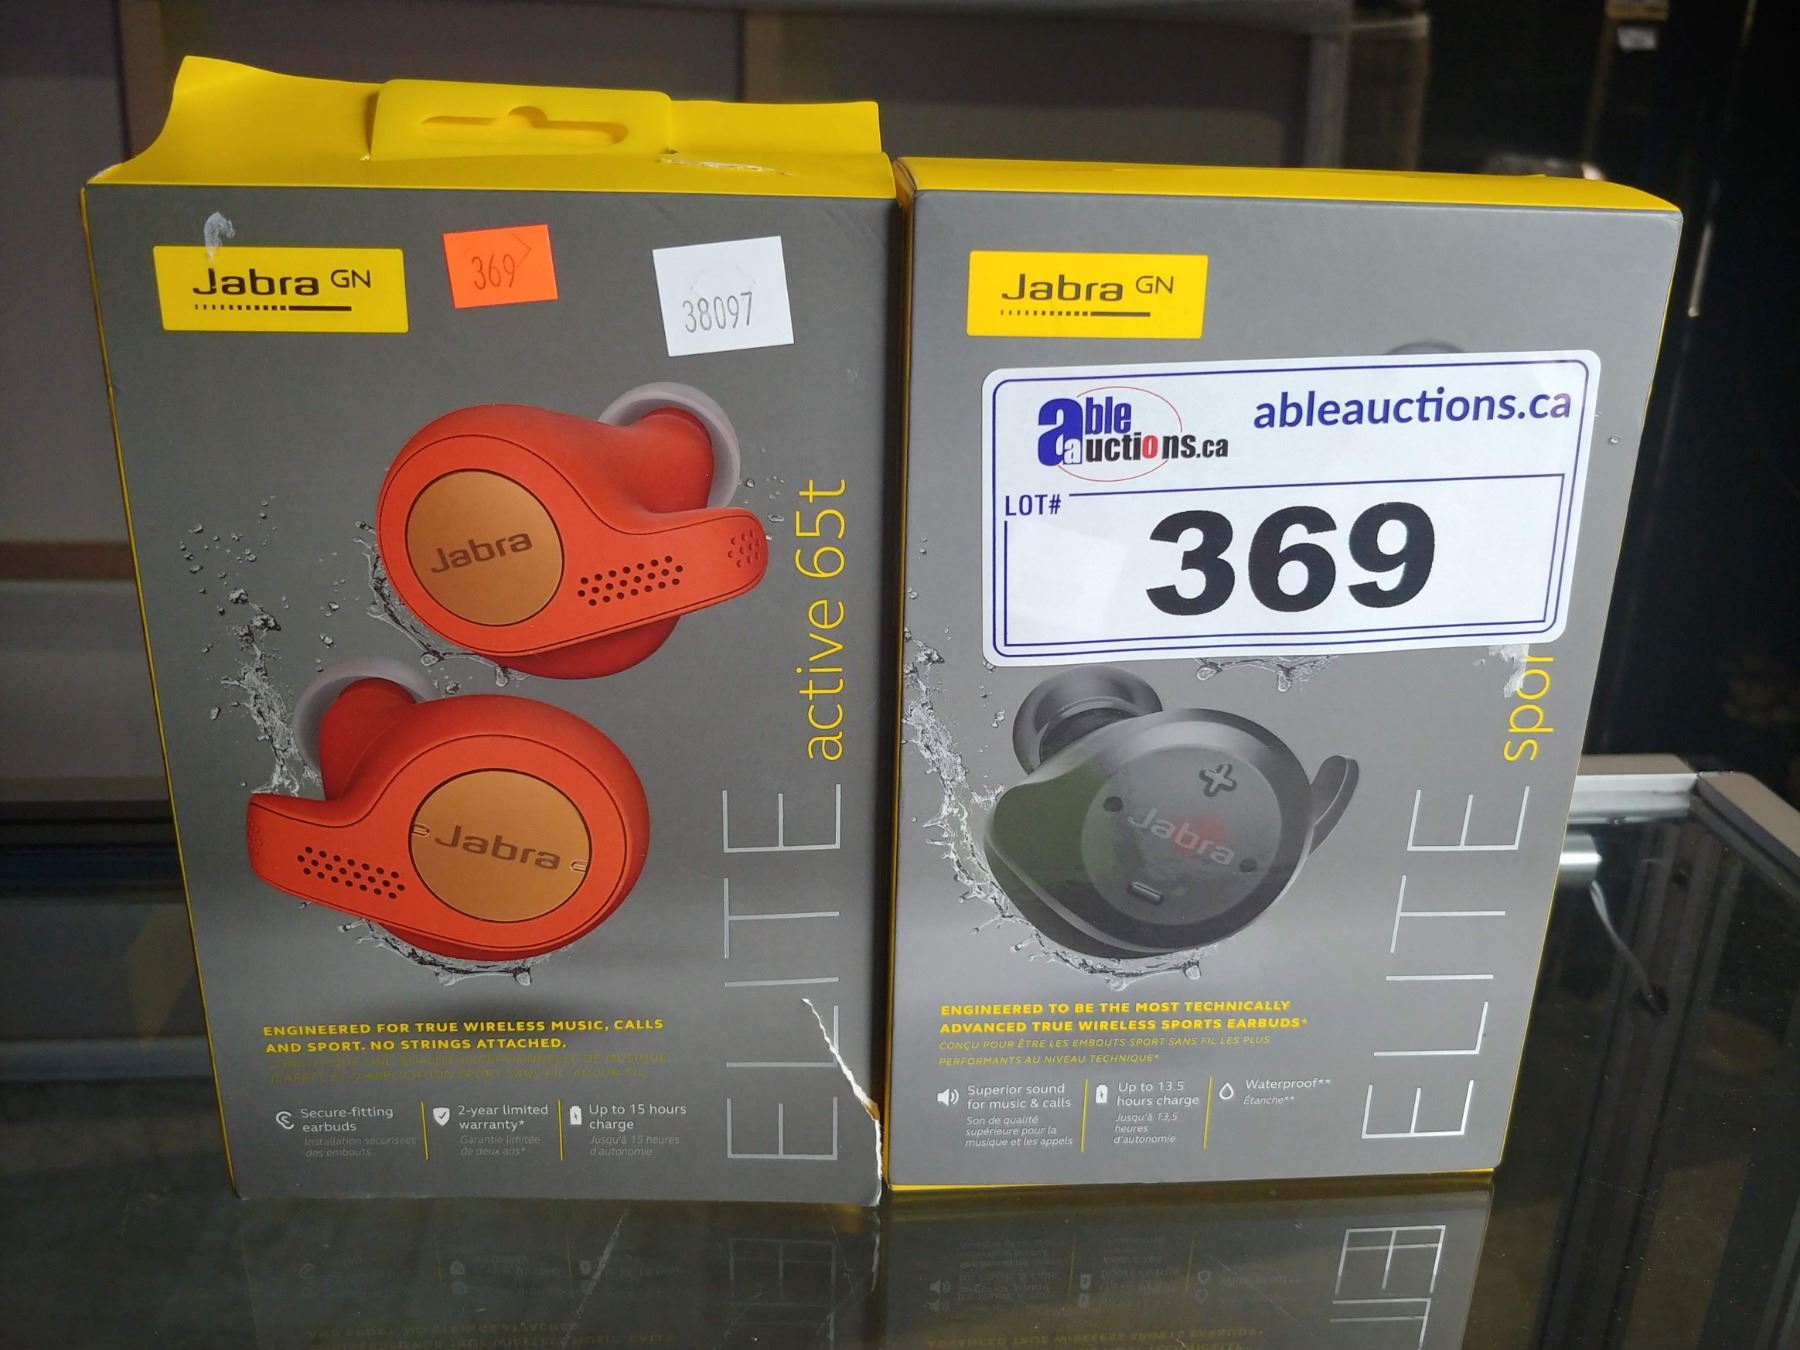 Jabra GN
369
38097
Jabra
Jabra
ELITE active 65t
ENGINEERED FOR TRUE WIRELESS MUSIC, CALLS
AND SPORT. NO STRINGS ATTACHED.
Secure-fitting
earbuds
Installation sécurisées
des embouts
2-year limited
warranty*
Garantie limitée
de deux ans*
Up to 15 hours
charge
Jusqu'à 15 heures
d'autonomie
Jabra GN
able auctions.ca
ableauctions.ca
LOT#
369
Jabra
ELITE spor
ENGINEERED TO BE THE MOST TECHNICALLY
ADVANCED TRUE WIRELESS SPORTS EARBUDS*
CONÇU POUR ÊTRE LES EMBOUTS SPORT SANS FIL LES PLUS
PERFORMANTS AU NIVEAU TECHNIQUE*
Superior sound
for music & calls
Son de qualité
supérieure pour la
musique et les appels
Up to 13.5
hours charge
Jusqu'à 13,5
heures
d'autonomie
Waterproof**
Étanche**